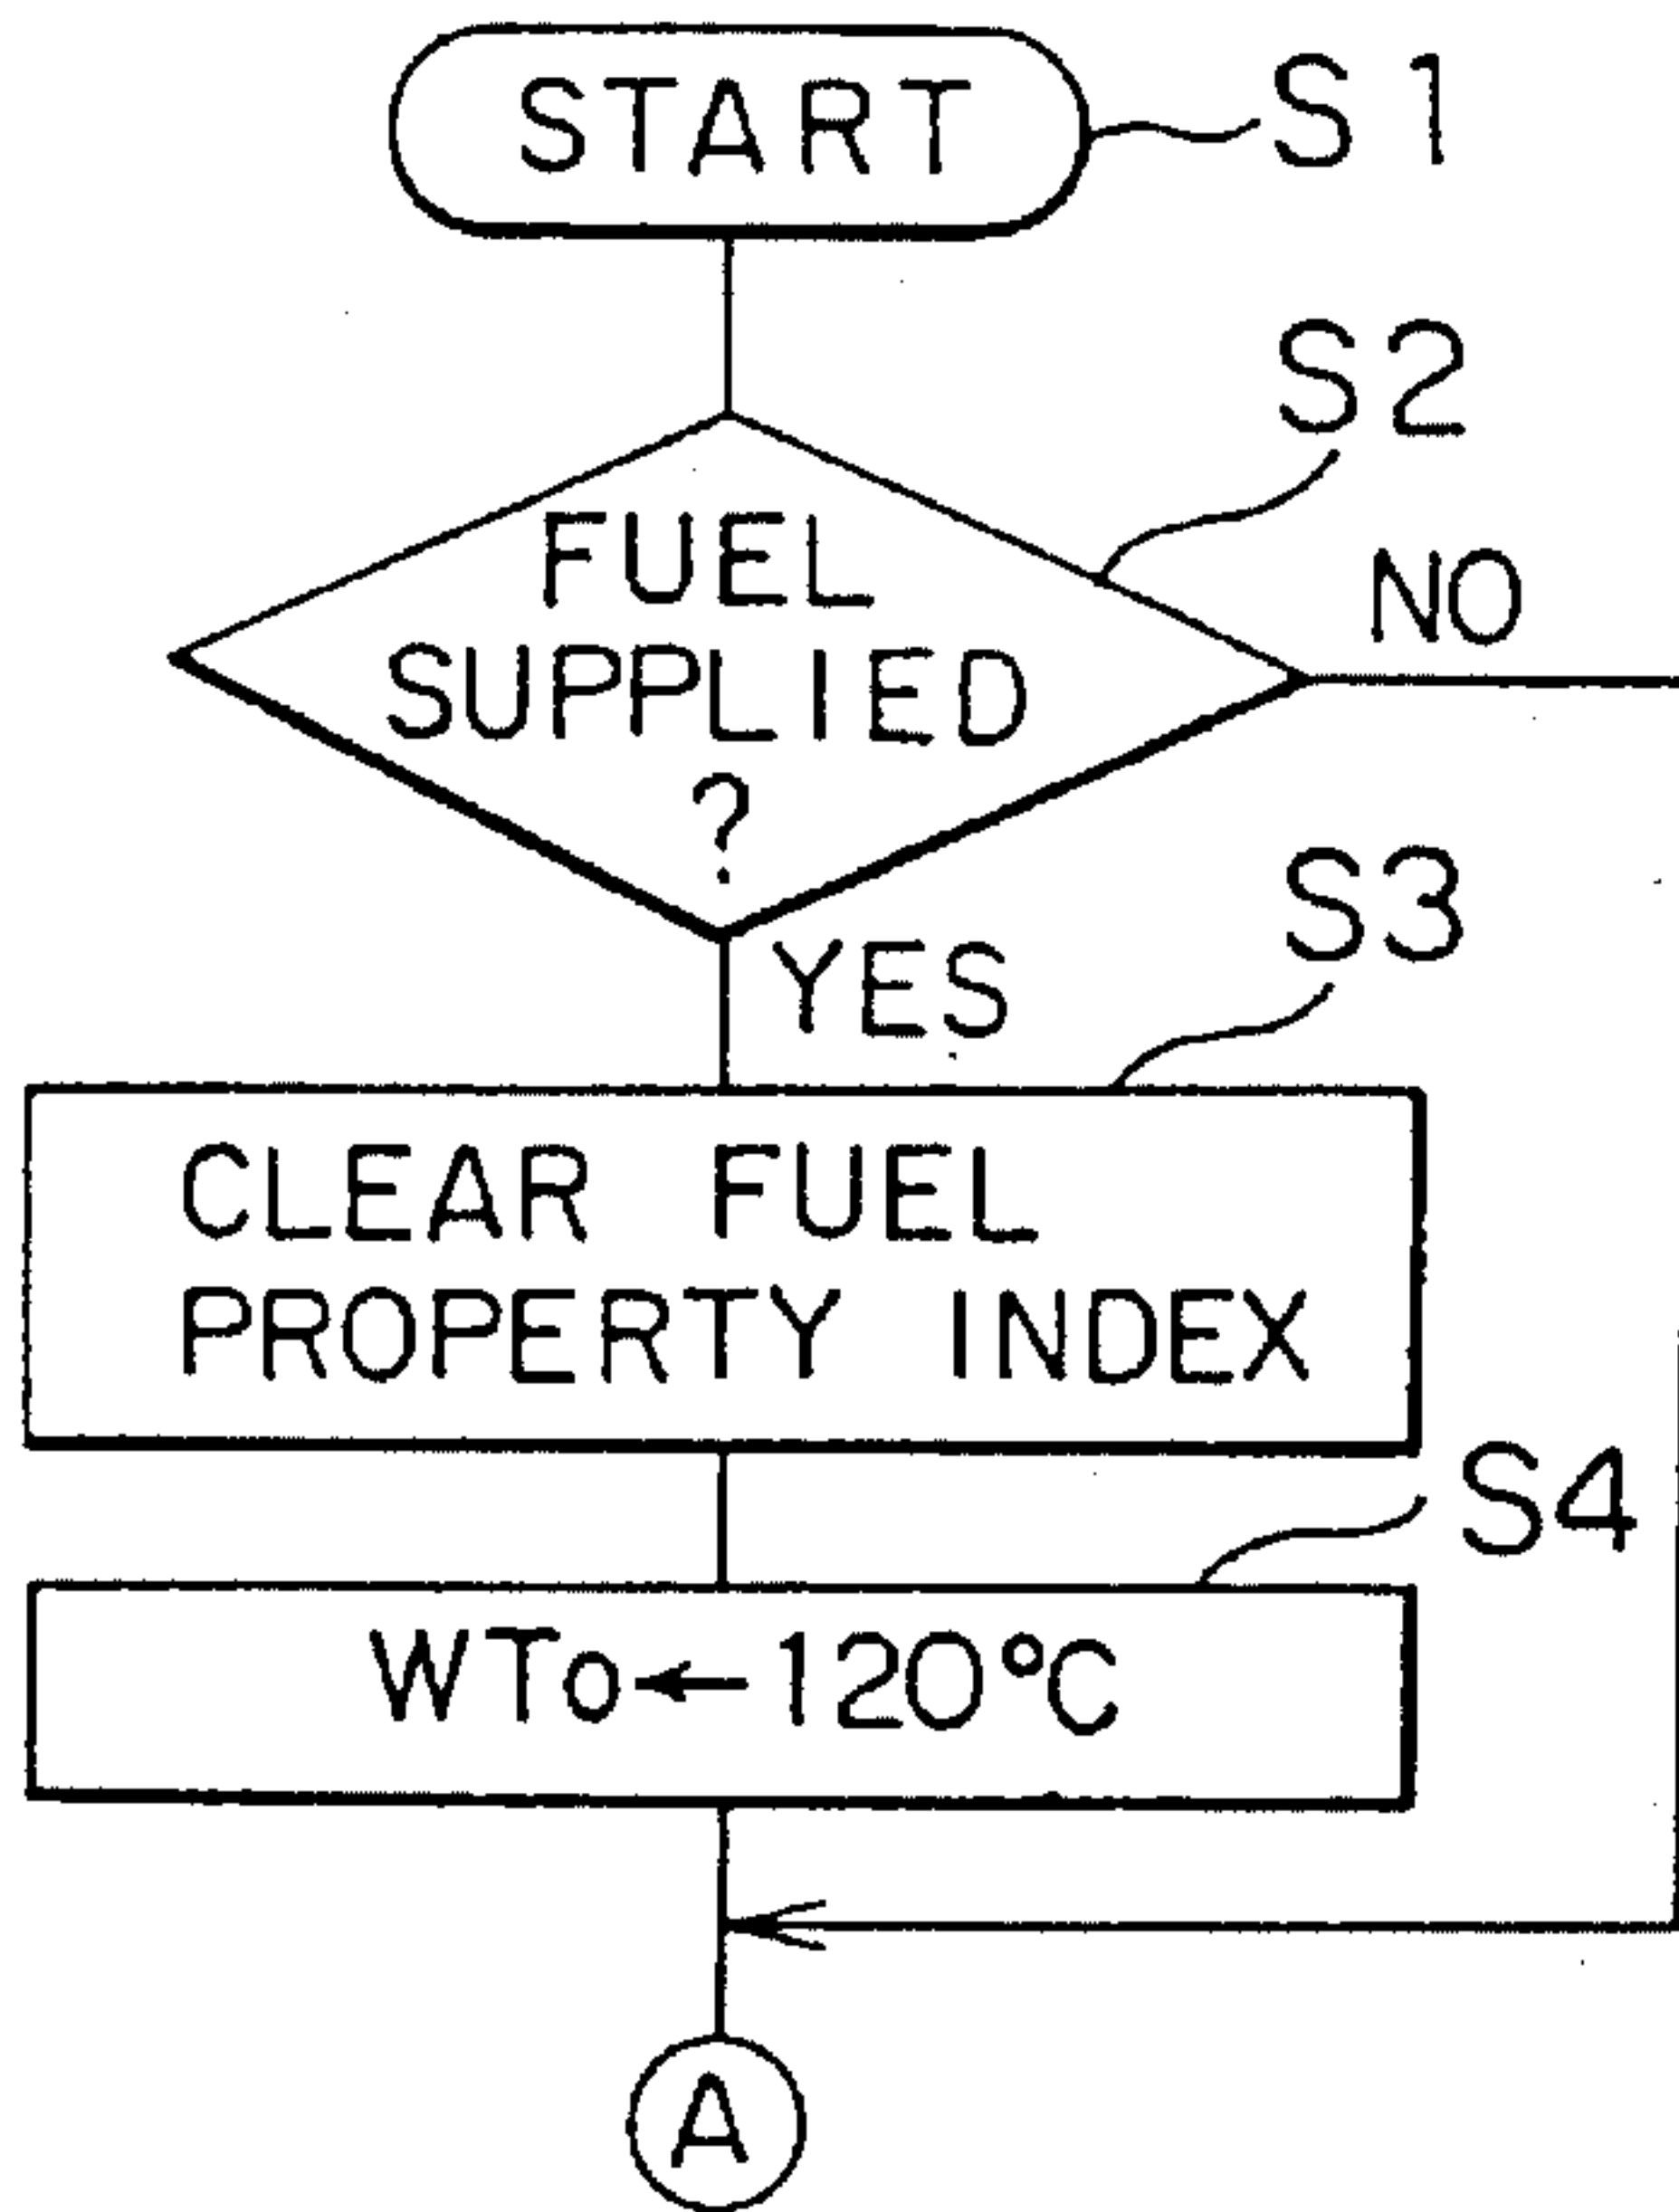 START
S1
S2
FUEL
SUPPLIED
?
NO
YES
S3
CLEAR FUEL
PROPERTY INDEX
S4
WTo←120°C
A